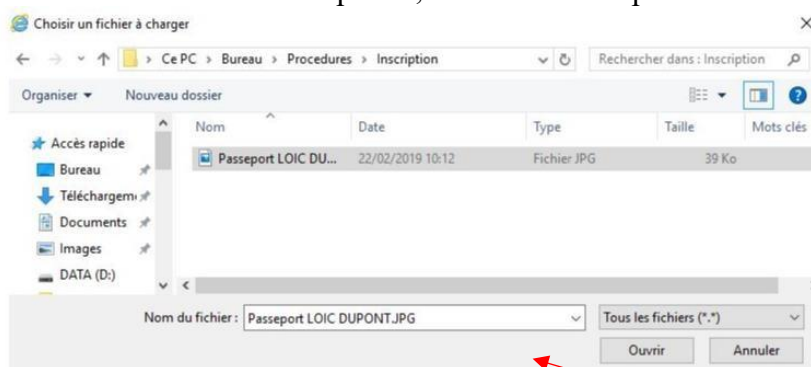 Choisir un fichier à charger
Ce PC > Bureau > Procedures > Inscription
Rechercher dans : Inscription
Organiser
Nouveau dossier
Nom Date Type Taille Mots clés
Accès rapide
Passeport LOIC DU... 22/02/2019 10:12 Fichier JPG 39 Ko
Bureau
Téléchargem
Documents
Images
DATA (D:)
Nom du fichier : Passeport LOIC DUPONT.JPG Tous les fichiers (*.*)
Ouvrir Annuler